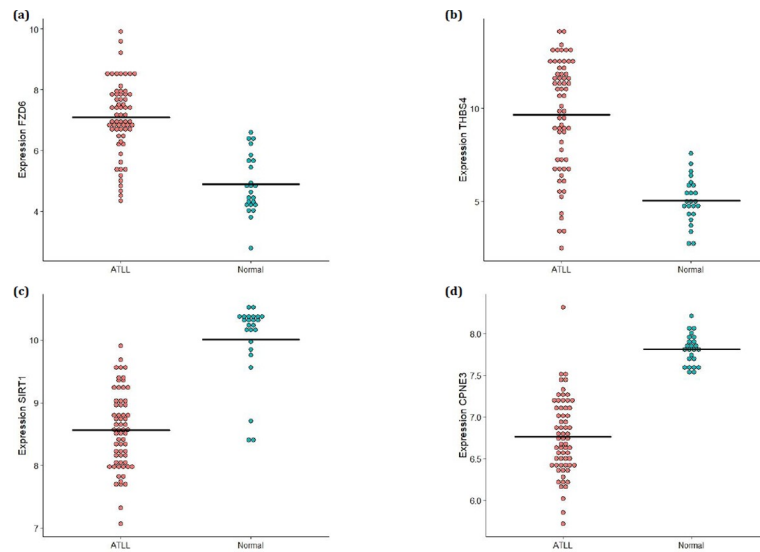 (a)
Expression FZD6
10
8
6
4
ATLL Normal
(b)
Expression THBS4
10
5
ATLL Normal
(c)
Expression SIRT1
10
9
8
7
ATLL Normal
(d)
Expression CPNE3
8.0
7.5
7.0
6.5
6.0
ATLL Normal